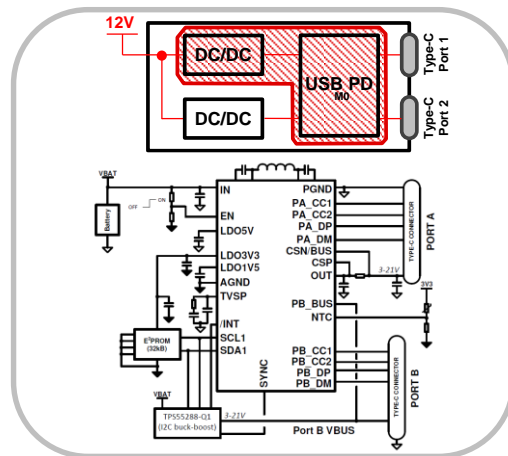 12V
DC/DC
USB PD
M0
DC/DC
Type-C
Port 1
Type-C
Port 2
VBAT
Battery
OFF
ON
IN
EN
LDO5V
LDO3V3
LDO1V5
AGND
TVSP
/INT
SCL1
SDA1
SYNC
PGND
PA_CC1
PA_CC2
PA_DP
PA_DM
CSN/BUS
CSP
OUT
3-21V
PB_BUS
NTC
3V3
PB_CC1
PB_CC2
PB_DP
PB_DM
TYPE-C CONNECTOR
PORT A
TYPE-C CONNECTOR
PORT B
E²PROM
(32kB)
VBAT
TPS55288-Q1
(I2C buck-boost)
3-21V
Port B VBUS